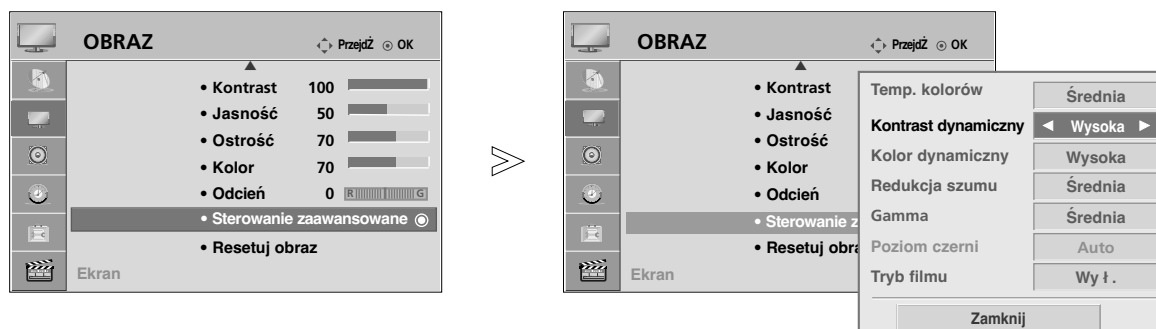 OBRAZ
PrzejdŹ OK
• Kontrast 100
• Jasność 50
• Ostrość 70
• Kolor 70
• Odcień 0 R G
• Sterowanie zaawansowane
• Resetuj obraz
Ekran
OBRAZ
PrzejdŹ OK
• Kontrast
• Jasność
• Ostrość
• Kolor
• Odcień
• Sterowanie z
• Resetuj obra
Ekran
Temp. kolorów Średnia
Kontrast dynamiczny ◄ Wysoka ►
Kolor dynamiczny Wysoka
Redukcja szumu Średnia
Gamma Średnia
Poziom czerni Auto
Tryb filmu Wy ł .
Zamknij